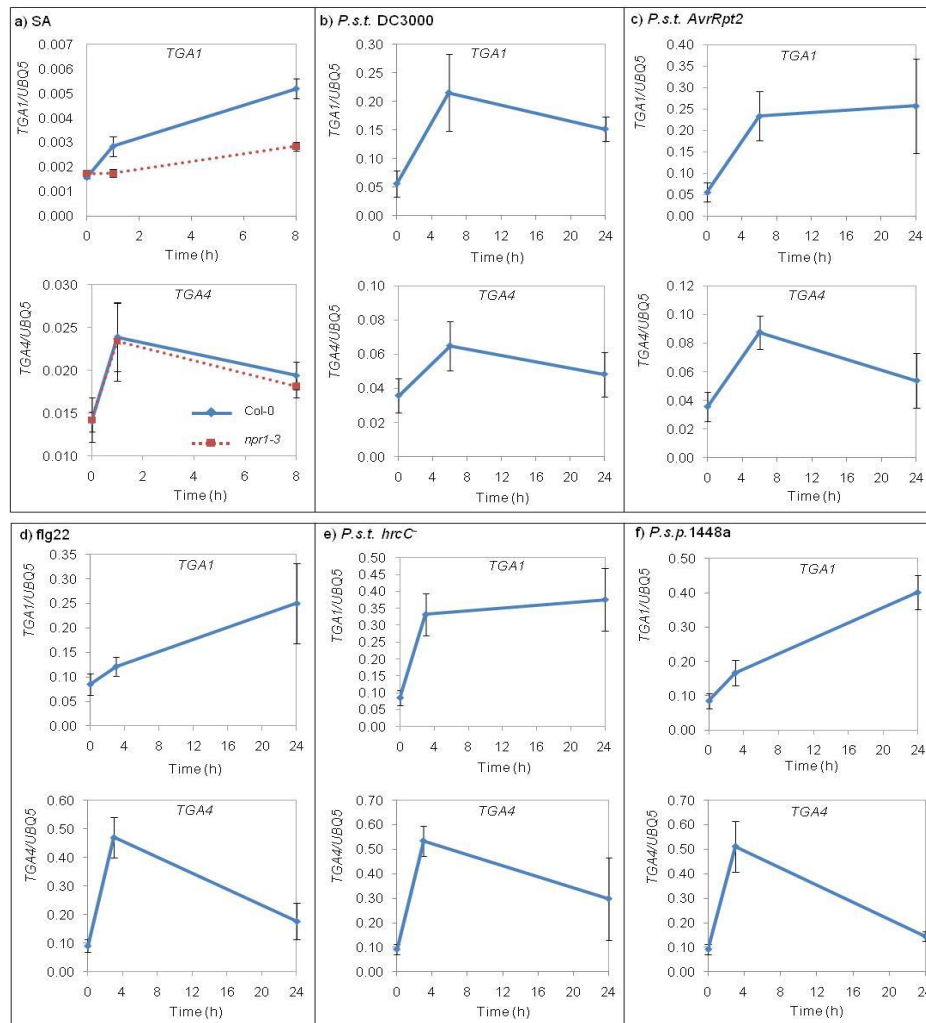 a) SA
TGA1
TGA1/UBQ5
0.007
0.006
0.005
0.004
0.003
0.002
0.001
0.000
0 2 4 6 8
Time (h)
TGA4
TGA4/UBQ5
0.030
0.025
0.020
0.015
0.010
Col-0
npr1-3
0 2 4 6 8
Time (h)
b) P.s.t. DC3000
TGA1
TGA1/UBQ5
0.30
0.25
0.20
0.15
0.10
0.05
0.00
0 4 8 12 16 20 24
Time (h)
TGA4
TGA4/UBQ5
0.10
0.08
0.06
0.04
0.02
0.00
0 4 8 12 16 20 24
Time (h)
c) P.s.t. AvrRpt2
TGA1
TGA1/UBQ5
0.40
0.35
0.30
0.25
0.20
0.15
0.10
0.05
0.00
0 4 8 12 16 20 24
Time (h)
TGA4
TGA4/UBQ5
0.12
0.10
0.08
0.06
0.04
0.02
0.00
0 4 8 12 16 20 24
Time (h)
d) flg22
TGA1
TGA1/UBQ5
0.35
0.30
0.25
0.20
0.15
0.10
0.05
0.00
0 4 8 12 16 20 24
Time (h)
TGA4
TGA4/UBQ5
0.60
0.50
0.40
0.30
0.20
0.10
0.00
0 4 8 12 16 20 24
Time (h)
e) P.s.t. hrcC-
TGA1
TGA1/UBQ5
0.50
0.45
0.40
0.35
0.30
0.25
0.20
0.15
0.10
0.05
0.00
0 4 8 12 16 20 24
Time (h)
TGA4
TGA4/UBQ5
0.70
0.60
0.50
0.40
0.30
0.20
0.10
0.00
0 4 8 12 16 20 24
Time (h)
f) P.s.p.1448a
TGA1
TGA1/UBQ5
0.50
0.40
0.30
0.20
0.10
0.00
0 4 8 12 16 20 24
Time (h)
TGA4
TGA4/UBQ5
0.70
0.60
0.50
0.40
0.30
0.20
0.10
0.00
0 4 8 12 16 20 24
Time (h)